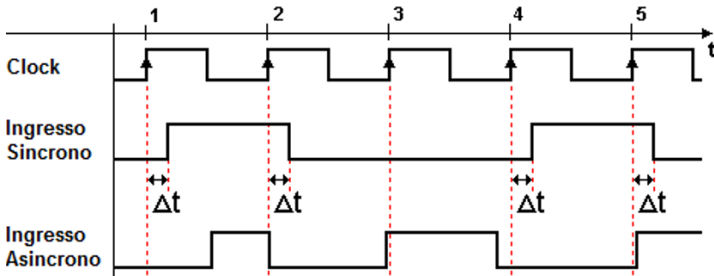 1 2 3 4 5
t
Clock
Ingresso
Sincrono
Δt Δt Δt Δt
Ingresso
Asincrono